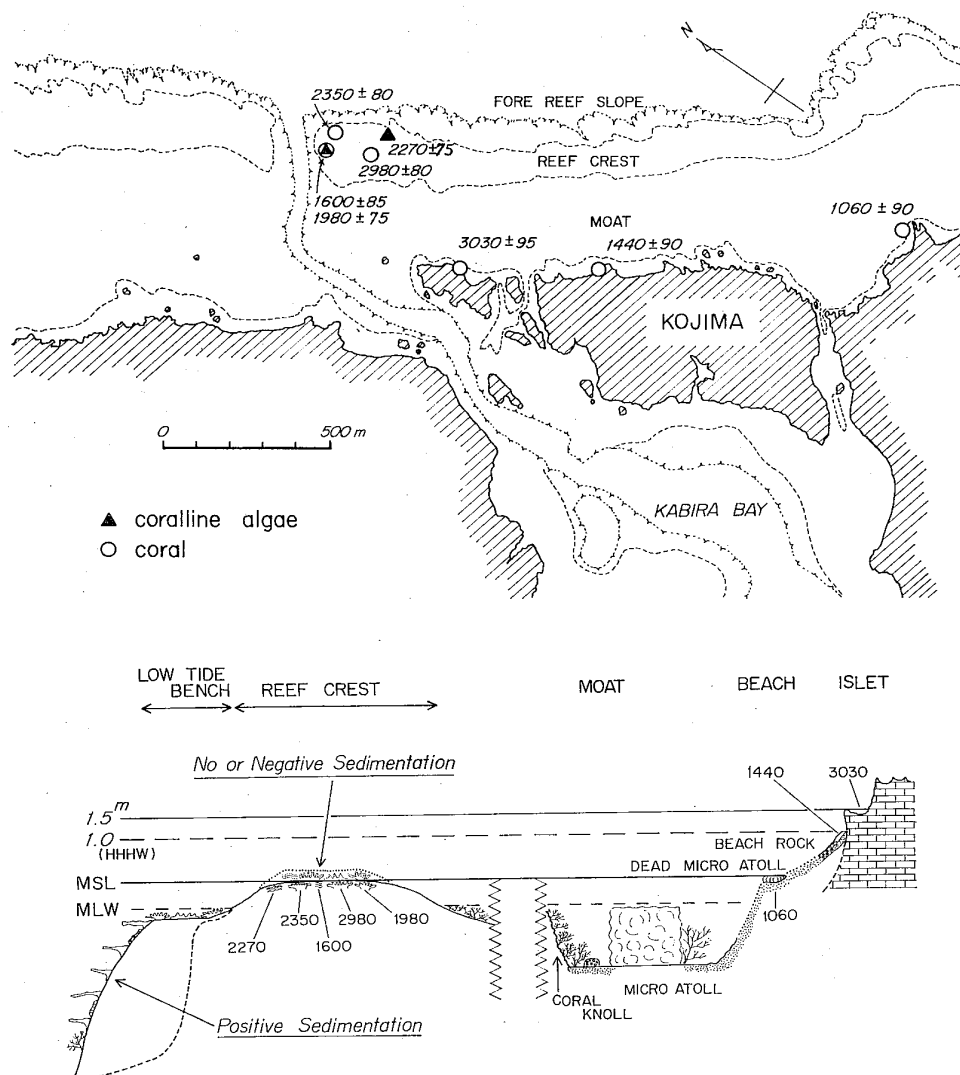 N
2350 ± 80
FORE REEF SLOPE
2270±75
REEF CREST
2980±80
1600±85
1980±75
MOAT
1060 ± 90
3030±95
1440±90
KOJIMA
0
500 m
KABIRA BAY
coralline algae
coral
LOW TIDE
BENCH
REEF CREST
MOAT
BEACH
ISLET
No or Negative Sedimentation
1440
3030
1.5 m
1.0
(HHHW)
BEACH ROCK
DEAD MICRO ATOLL
MSL
MLW
2350
2980
1980
2270
1600
1060
MICRO ATOLL
CORAL
KNOLL
Positive Sedimentation